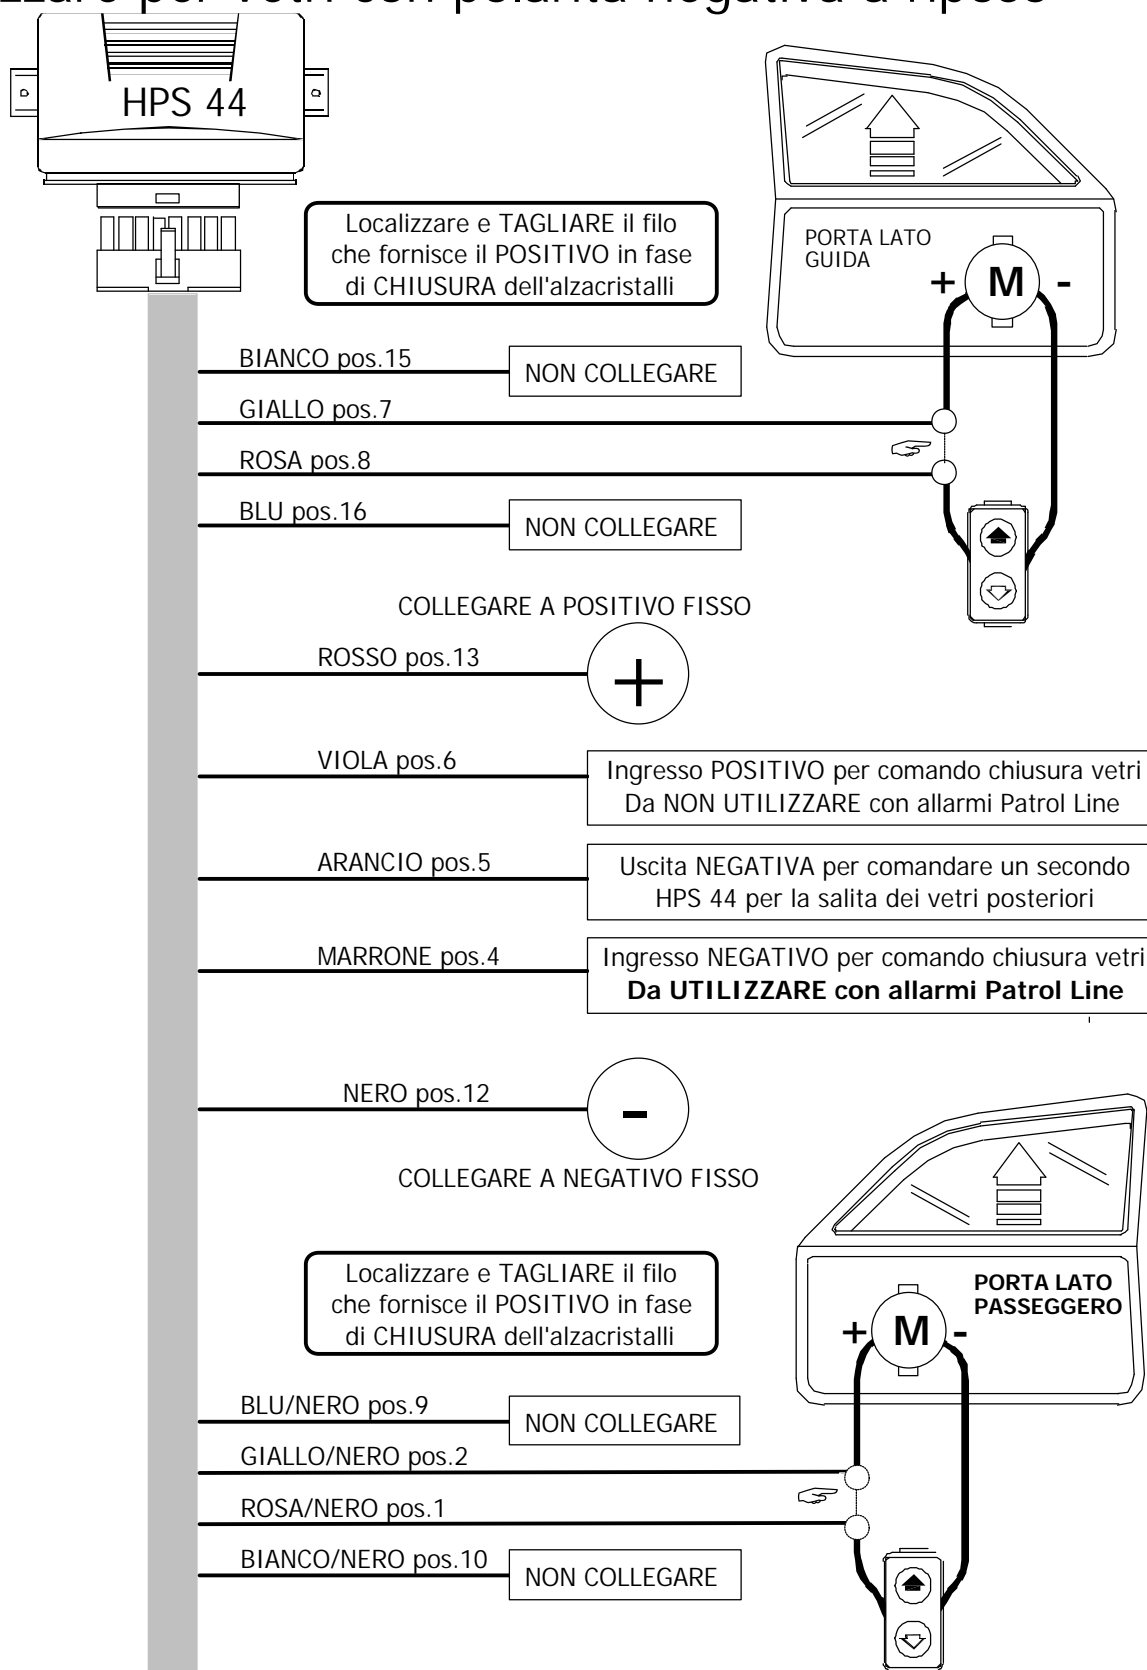 per vetri con polarità negativa a riposo
HPS 44
Localizzare e TAGLIARE il filo
che fornisce il POSITIVO in fase
di CHIUSURA dell'alzacristalli
PORTA LATO
GUIDA
+ M -
BIANCO pos.15
NON COLLEGARE
GIALLO pos.7
ROSA pos.8
BLU pos.16
NON COLLEGARE
COLLEGARE A POSITIVO FISSO
ROSSO pos.13
+
VIOLA pos.6
Ingresso POSITIVO per comando chiusura vetri
Da NON UTILIZZARE con allarmi Patrol Line
ARANCIO pos.5
Uscita NEGATIVA per comandare un secondo
HPS 44 per la salita dei vetri posteriori
MARRONE pos.4
Ingresso NEGATIVO per comando chiusura vetri
Da UTILIZZARE con allarmi Patrol Line
NERO pos.12
-
COLLEGARE A NEGATIVO FISSO
Localizzare e TAGLIARE il filo
che fornisce il POSITIVO in fase
di CHIUSURA dell'alzacristalli
PORTA LATO
PASSEGGERO
+ M -
BLU/NERO pos.9
NON COLLEGARE
GIALLO/NERO pos.2
ROSA/NERO pos.1
BIANCO/NERO pos.10
NON COLLEGARE